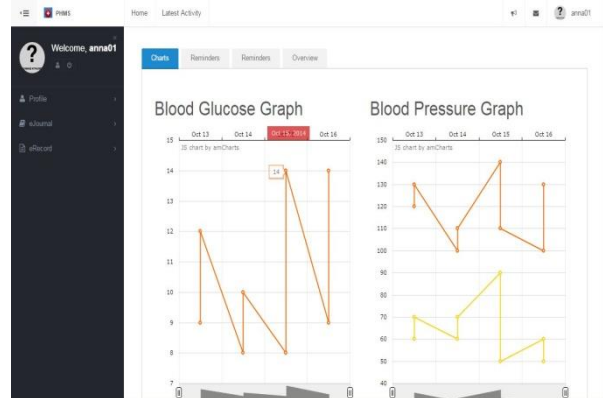 PHMS
Home Latest Activity
anna01
Welcome, anna01
0
Profile
eJournal
eRecord
Charts Reminders Reminders Overview
Blood Glucose Graph
Oct 13 Oct 14 Oct 15, 2014 Oct 16
JS chart by amCharts
15
14
13
12
11
10
9
8
7
14
Blood Pressure Graph
Oct 13 Oct 14 Oct 15 Oct 16
JS chart by amCharts
150
140
130
120
110
100
90
80
70
60
50
40